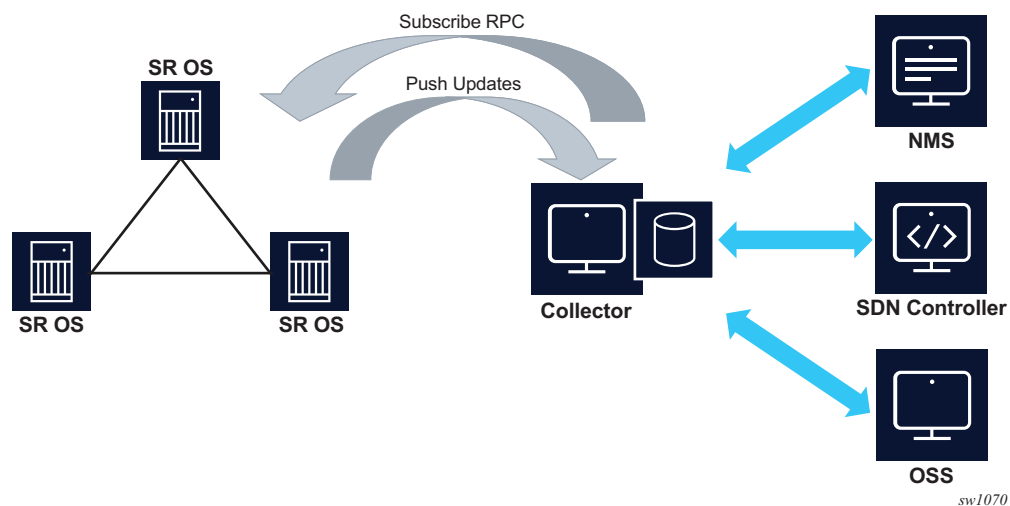 Subscribe RPC
Push Updates
SR OS
SR OS
SR OS
Collector
NMS
</>
SDN Controller
OSS
sw1070